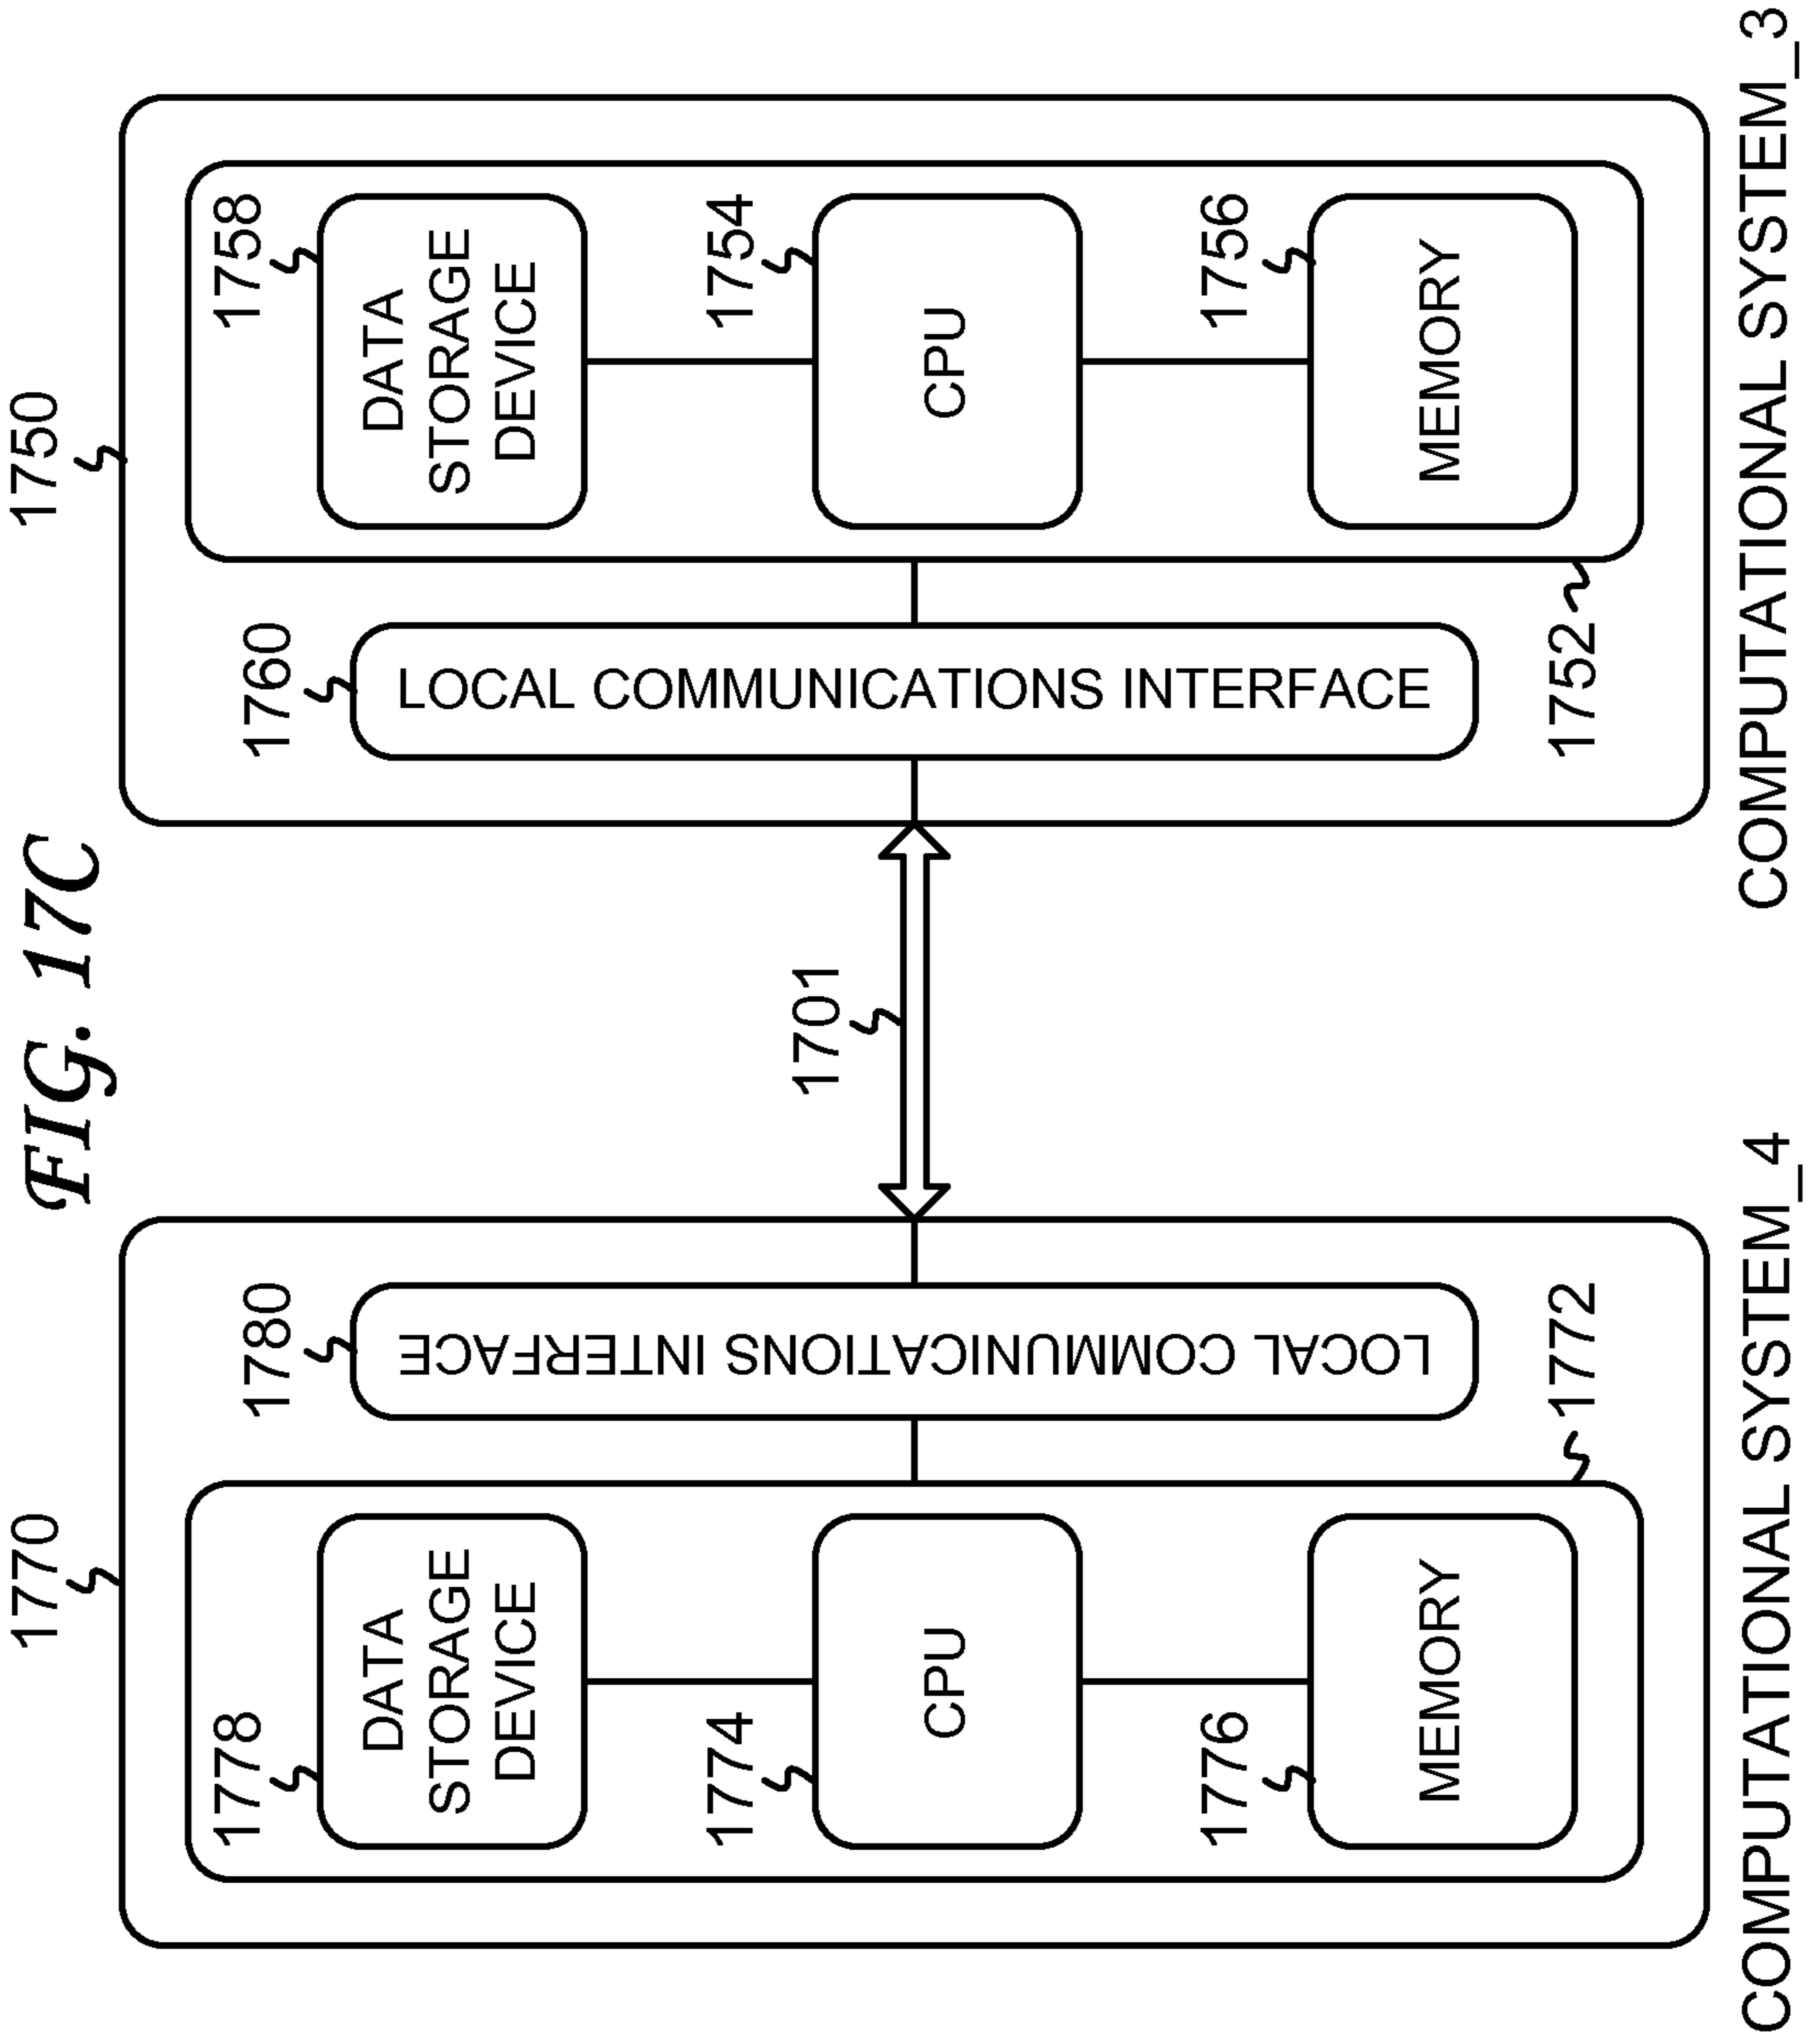 FIG. 17C
1770
1778
DATA
STORAGE
DEVICE
1774
CPU
1776
MEMORY
1772
1780
LOCAL COMMUNICATIONS INTERFACE
COMPUTATIONAL SYSTEM_4
1701
1750
1760
LOCAL COMMUNICATIONS INTERFACE
1752
1758
DATA
STORAGE
DEVICE
1754
CPU
1756
MEMORY
COMPUTATIONAL SYSTEM_3